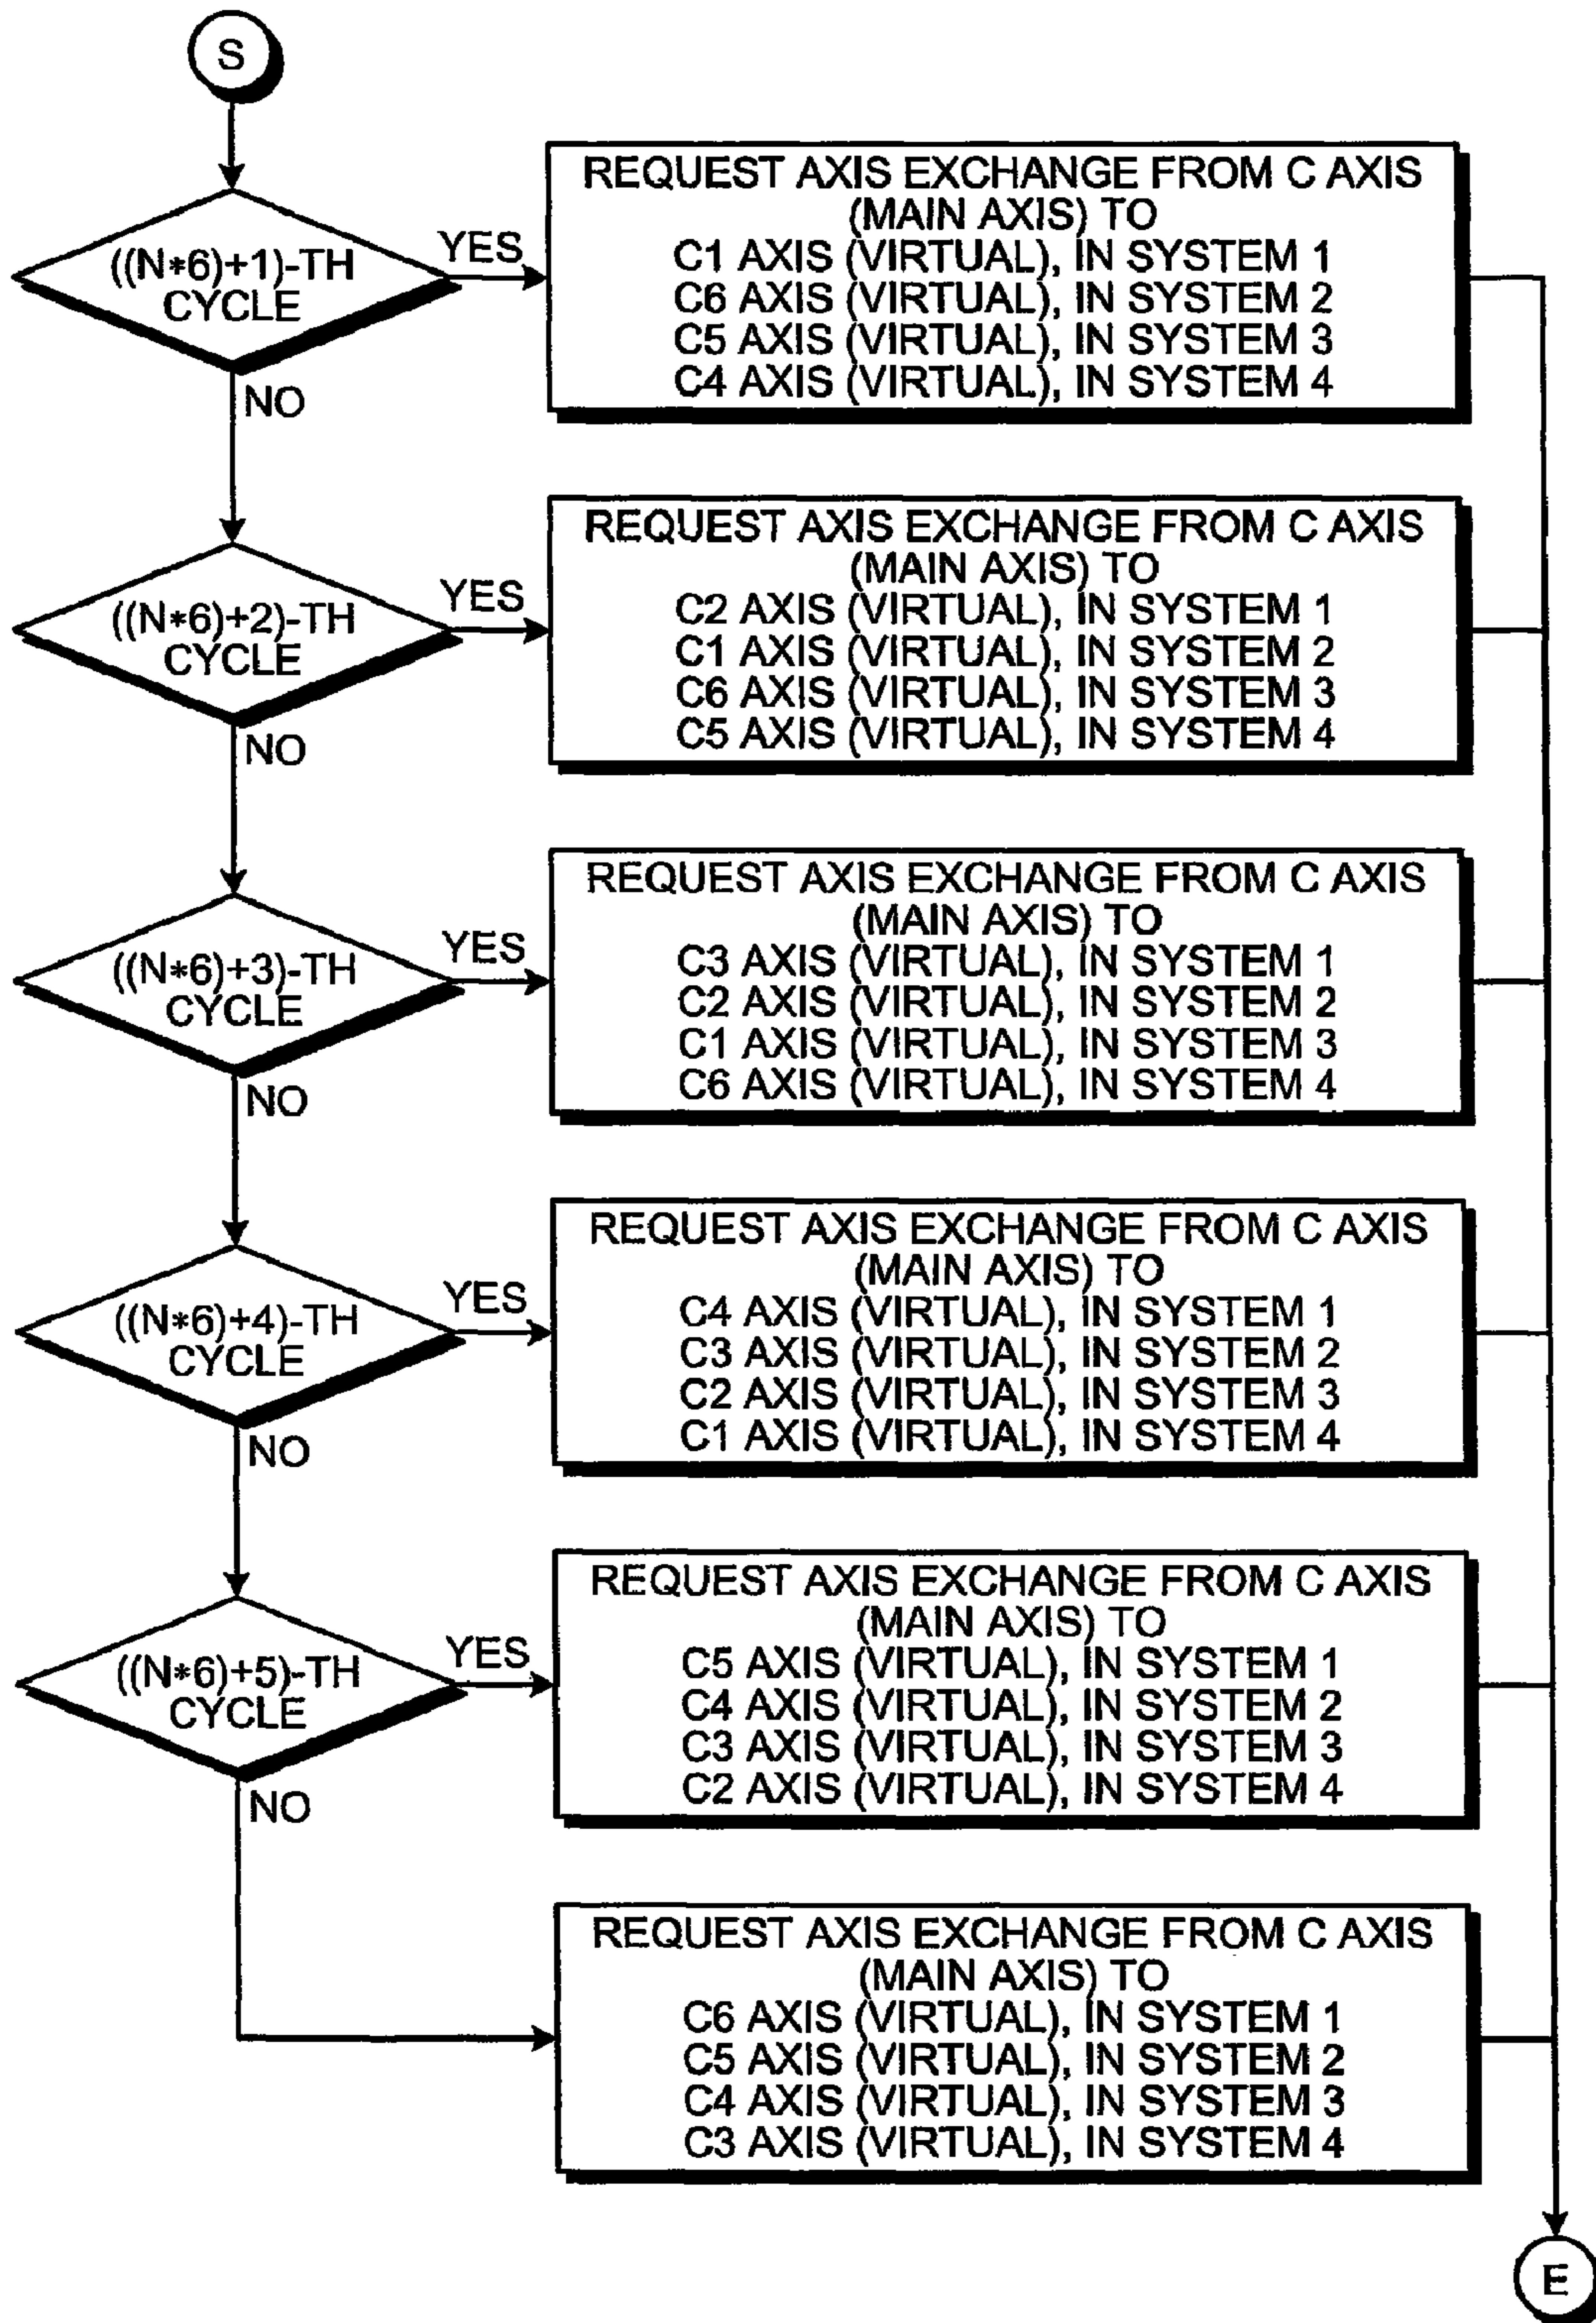 S
((N*6)+1)-TH
CYCLE
YES
NO
REQUEST AXIS EXCHANGE FROM C AXIS
(MAIN AXIS) TO
C1 AXIS (VIRTUAL), IN SYSTEM 1
C6 AXIS (VIRTUAL), IN SYSTEM 2
C5 AXIS (VIRTUAL), IN SYSTEM 3
C4 AXIS (VIRTUAL), IN SYSTEM 4
((N*6)+2)-TH
CYCLE
YES
NO
REQUEST AXIS EXCHANGE FROM C AXIS
(MAIN AXIS) TO
C2 AXIS (VIRTUAL), IN SYSTEM 1
C1 AXIS (VIRTUAL), IN SYSTEM 2
C6 AXIS (VIRTUAL), IN SYSTEM 3
C5 AXIS (VIRTUAL), IN SYSTEM 4
((N*6)+3)-TH
CYCLE
YES
NO
REQUEST AXIS EXCHANGE FROM C AXIS
(MAIN AXIS) TO
C3 AXIS (VIRTUAL), IN SYSTEM 1
C2 AXIS (VIRTUAL), IN SYSTEM 2
C1 AXIS (VIRTUAL), IN SYSTEM 3
C6 AXIS (VIRTUAL), IN SYSTEM 4
((N*6)+4)-TH
CYCLE
YES
NO
REQUEST AXIS EXCHANGE FROM C AXIS
(MAIN AXIS) TO
C4 AXIS (VIRTUAL), IN SYSTEM 1
C3 AXIS (VIRTUAL), IN SYSTEM 2
C2 AXIS (VIRTUAL), IN SYSTEM 3
C1 AXIS (VIRTUAL), IN SYSTEM 4
((N*6)+5)-TH
CYCLE
YES
NO
REQUEST AXIS EXCHANGE FROM C AXIS
(MAIN AXIS) TO
C5 AXIS (VIRTUAL), IN SYSTEM 1
C4 AXIS (VIRTUAL), IN SYSTEM 2
C3 AXIS (VIRTUAL), IN SYSTEM 3
C2 AXIS (VIRTUAL), IN SYSTEM 4
REQUEST AXIS EXCHANGE FROM C AXIS
(MAIN AXIS) TO
C6 AXIS (VIRTUAL), IN SYSTEM 1
C5 AXIS (VIRTUAL), IN SYSTEM 2
C4 AXIS (VIRTUAL), IN SYSTEM 3
C3 AXIS (VIRTUAL), IN SYSTEM 4
E